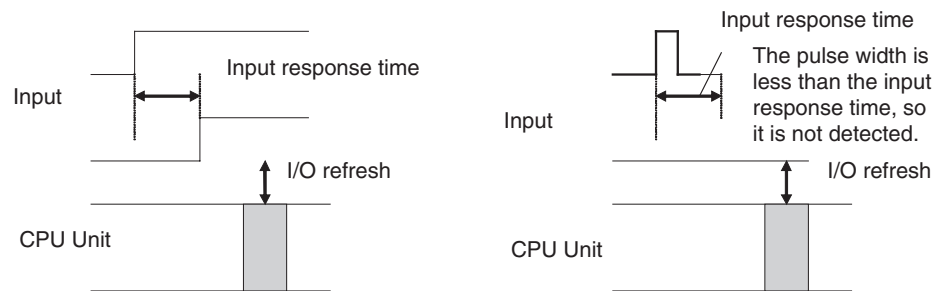 Input response time
Input
I/O refresh
CPU Unit
Input response time
The pulse width is
less than the input
response time, so
it is not detected.
Input
I/O refresh
CPU Unit